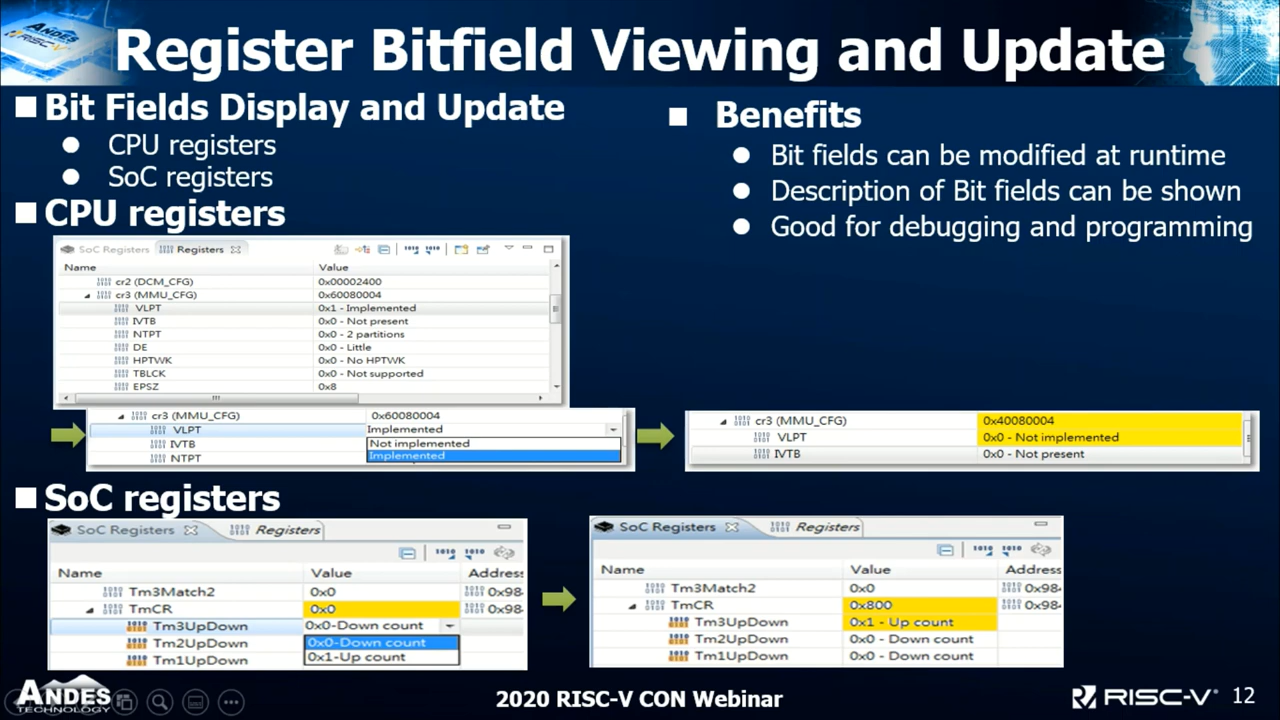 ANDES
RISC-V
Register Bitfield Viewing and Update
Bit Fields Display and Update
CPU registers
SoC registers
CPU registers
Benefits
Bit fields can be modified at runtime
Description of Bit fields can be shown
Good for debugging and programming
SoC Registers Registers
Name Value
cr2 (DCM_CFG) 0x00002400
cr3 (MMU_CFG) 0x60080004
VLPT 0x1 - Implemented
IVTB 0x0 - Not present
NTPT 0x0 - 2 partitions
DE 0x0 - Little
HPTWK 0x0 - No HPTWK
TBLCK 0x0 - Not supported
EPSZ 0x8
cr3 (MMU_CFG) 0x60080004
VLPT Implemented
IVTB Not implemented
Implemented
NTPT
cr3 (MMU_CFG) 0x40080004
VLPT 0x0 - Not implemented
IVTB 0x0 - Not present
SoC registers
SoC Registers Registers
Name Value Address
Tm3Match2 0x0 0x984
TmCR 0x0 0x984
Tm3UpDown 0x0-Down count
Tm2UpDown 0x0-Down count
Tm1UpDown 0x1-Up count
SoC Registers Registers
Name Value Address
Tm3Match2 0x0 0x984
TmCR 0x800 0x984
Tm3UpDown 0x1 - Up count
Tm2UpDown 0x0 - Down count
Tm1UpDown 0x0 - Down count
ANDES
TECHNOLOGY
2020 RISC-V CON Webinar
RISC-V®
12